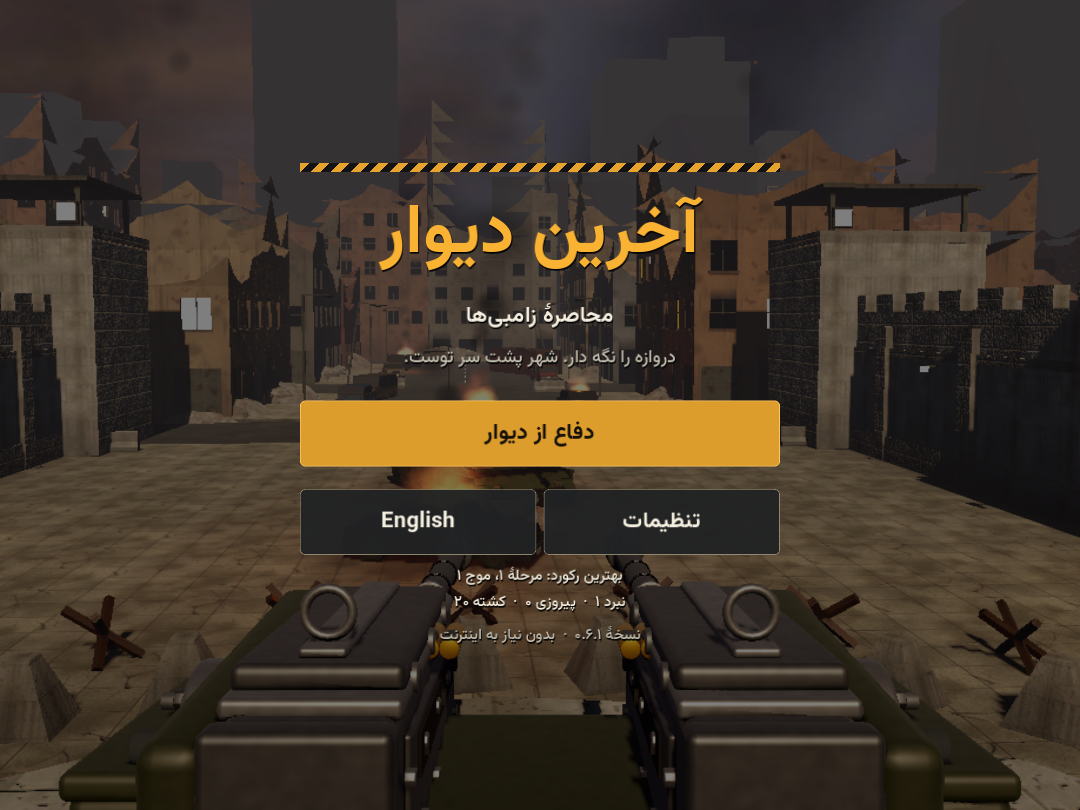 آخرین دیوار
محاصرهٔ زامبی‌ها
دروازه را نگه دار. شهر پشت سر توست.
دفاع از دیوار
تنظیمات
English
بهترین رکورد: مرحلهٔ ۱، موج ۱
نبرد ۱ · پیروزی ۰ · کشته ۲۰
نسخهٔ ۰.۶.۱ · بدون نیاز به اینترنت